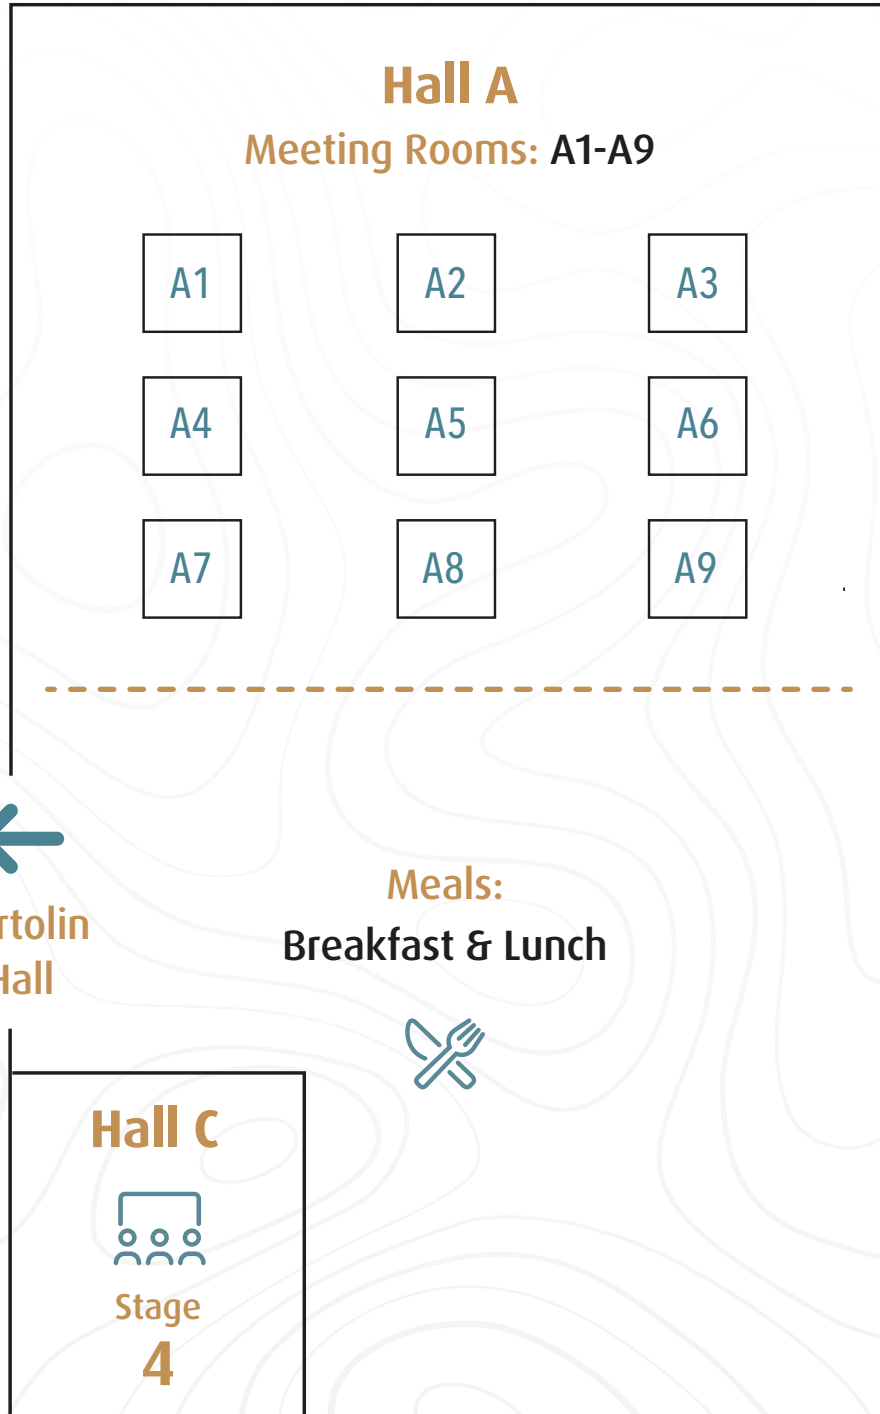 Hall A
Meeting Rooms: A1-A9
A1 A2 A3
A4 A5 A6
A7 A8 A9
Meals:
Breakfast & Lunch
Hall C
Stage
4